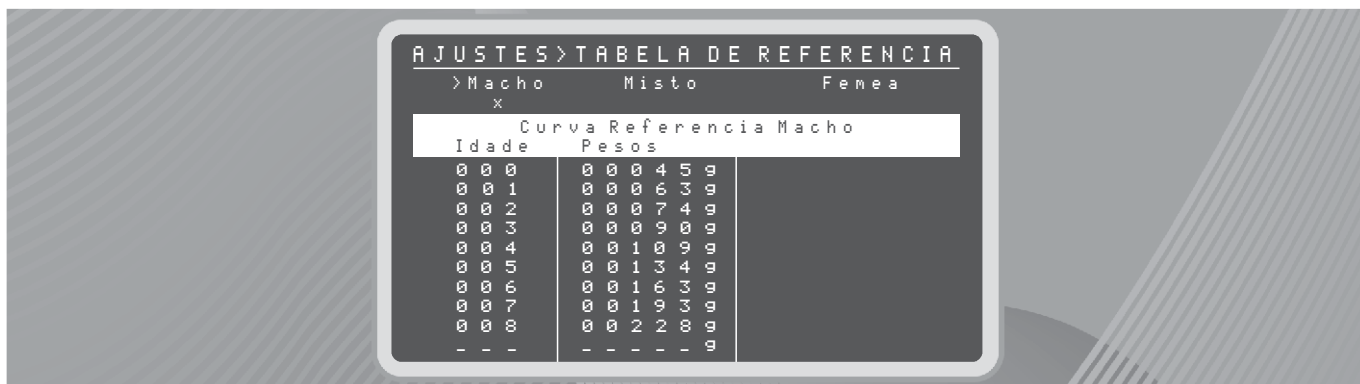 AJUSTES>TABELA DE REFERENCIA
>Macho Misto Femea
x
Curva Referencia Macho
Idade Pesos
000 00045g
001 00063g
002 00074g
003 00090g
004 00109g
005 00134g
006 00163g
007 00193g
008 00228g
_ _ _ _ _ _ _ _ g